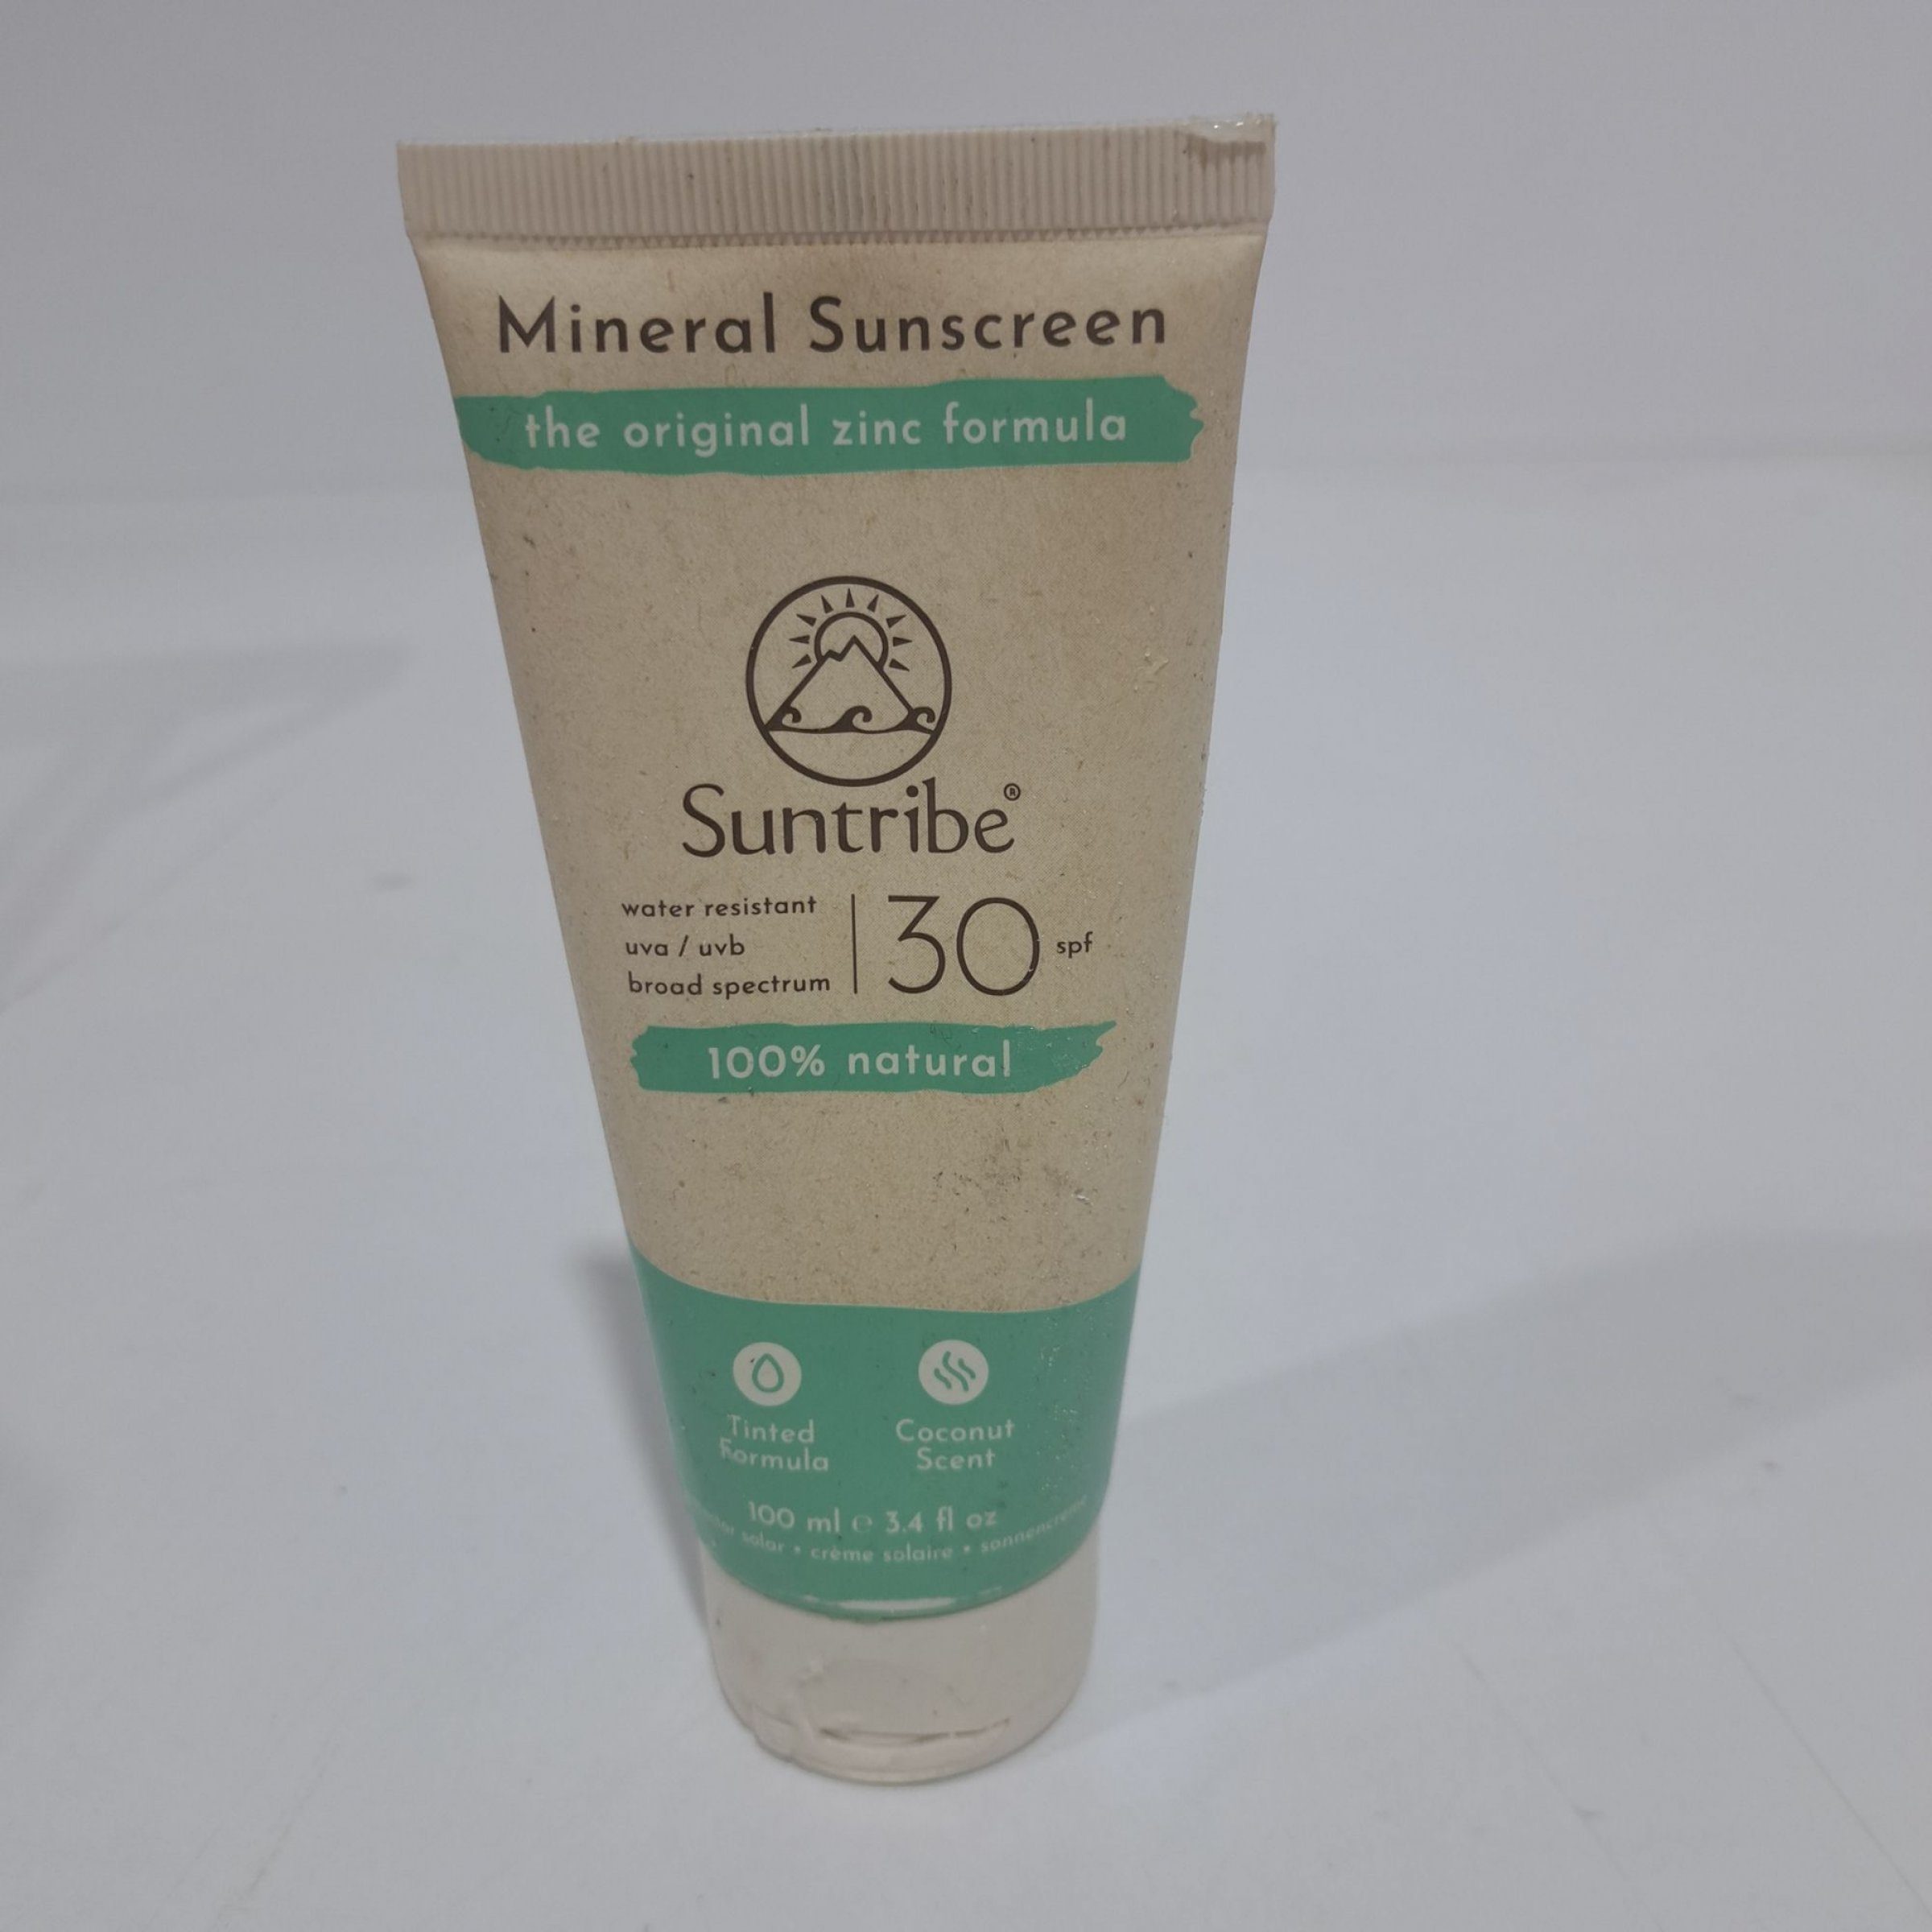 Mineral Sunscreen
the original zinc formula
Suntribe®
water resistant
uva / uvb
broad spectrum
30 spf
100% natural
Tinted
Formula
Coconut
Scent
100 ml e 3.4 fl oz
solar • crème solaire • sonnencreme